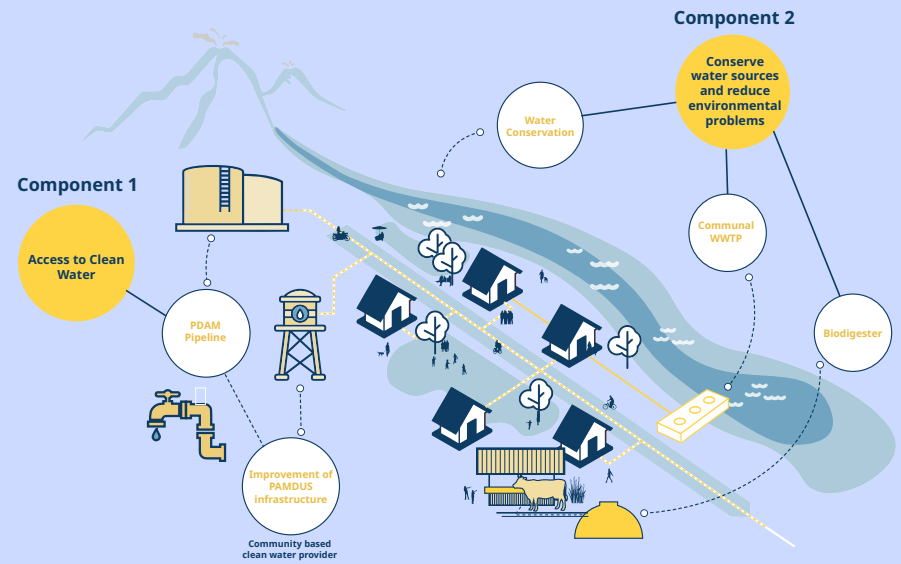 Component 2
Conserve
water sources
and reduce
environmental
problems
Water
Conservation
Component 1
Communal
WWTP
Access to Clean
Water
PDAM
Pipeline
Biodigester
Improvement of
PAMDUS
infrastructure
Community based
clean water provider